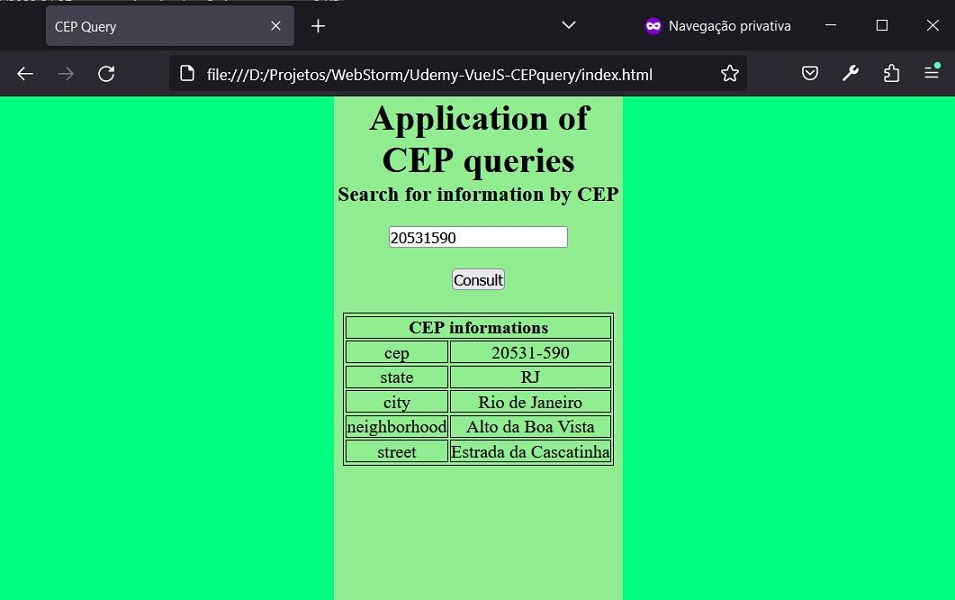 CEP Query
Navegação privativa
file:///D:/Projetos/WebStorm/Udemy-VueJS-CEPquery/index.html
Application of
CEP queries
Search for information by CEP
20531590
Consult
CEP informations
cep 20531-590
state RJ
city Rio de Janeiro
neighborhood Alto da Boa Vista
street Estrada da Cascatinha